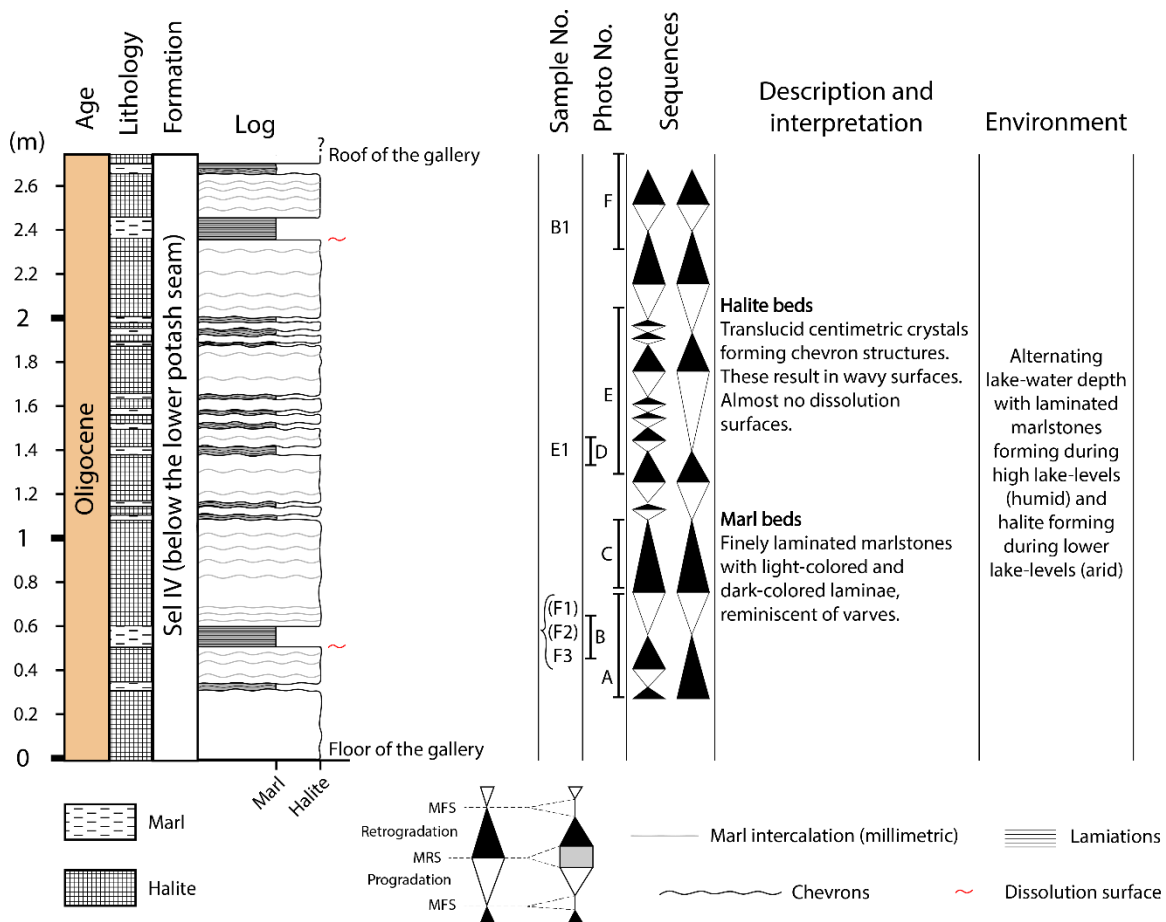 Age
Lithology
Formation
Log
Sample No.
Photo No.
Sequences
Description and
interpretation
Environment
(m)
?
Roof of the gallery
2.6
2.4
2.2
2
1.8
1.6
1.4
1.2
1
0.8
0.6
0.4
0.2
0
Oligocene
Sel IV (below the lower potash seam)
Floor of the gallery
Marl
Halite
B1
E1
(F1)
(F2)
F3
F
E
D
C
B
A
Halite beds
Translucid centimetric crystals
forming chevron structures.
These result in wavy surfaces.
Almost no dissolution
surfaces.
Marl beds
Finely laminated marlstones
with light-colored and
dark-colored laminae,
reminiscent of varves.
Alternating
lake-water depth
with laminated
marlstones
forming during
high lake-levels
(humid) and
halite forming
during lower
lake-levels (arid)
Marl
Halite
MFS
Retrogradation
MRS
Progradation
MFS
Marl intercalation (millimetric)
Lamiations
Chevrons
Dissolution surface